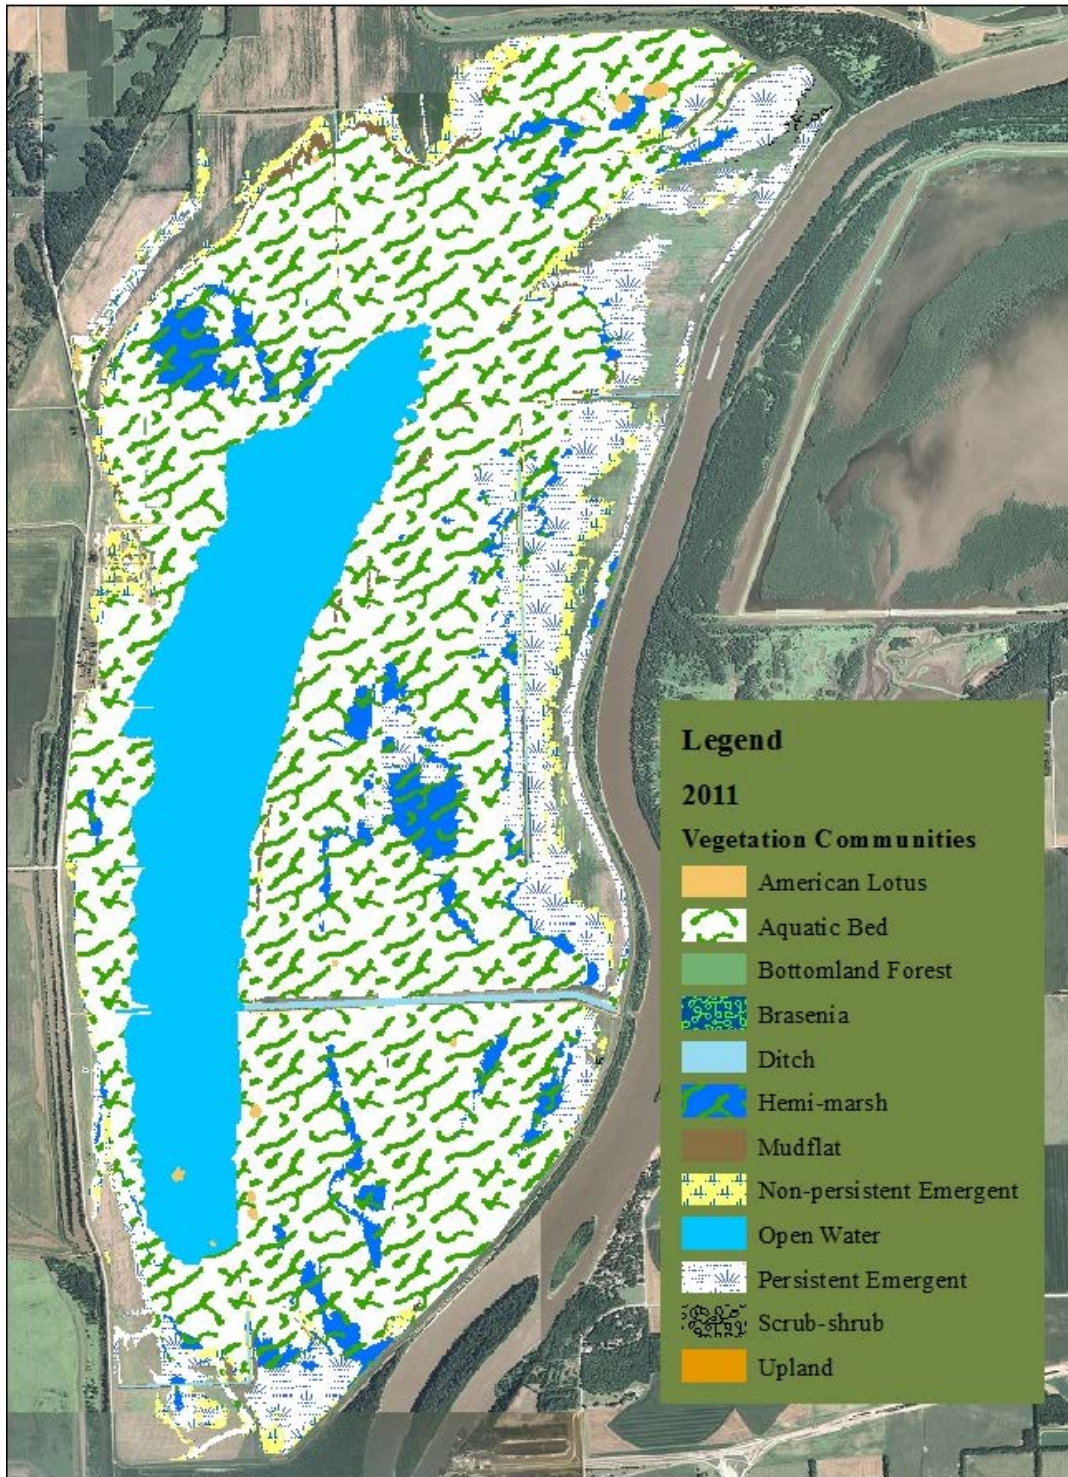 Legend
2011
Vegetation Communities
American Lotus
Aquatic Bed
Bottomland Forest
Brasenia
Ditch
Hemi-marsh
Mudflat
Non-persistent Emergent
Open Water
Persistent Emergent
Scrub-shrub
Upland